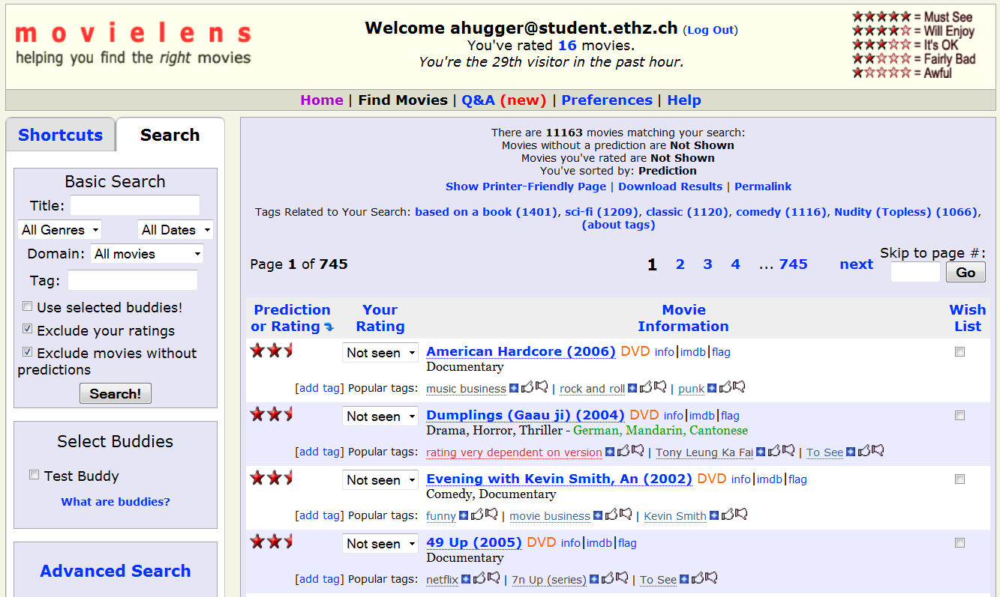 movielens
helping you find the right movies
Welcome ahugger@student.ethz.ch (Log Out)
You've rated 16 movies.
You're the 29th visitor in the past hour.
= Must See
= Will Enjoy
= It's OK
= Fairly Bad
= Awful
Home | Find Movies | Q&A (new) | Preferences | Help
Shortcuts
Search
Basic Search
Title:
All Genres
All Dates
Domain: All movies
Tag:
Use selected buddies!
Exclude your ratings
Exclude movies without
predictions
Search!
Select Buddies
Test Buddy
What are buddies?
Advanced Search
There are 11163 movies matching your search:
Movies without a prediction are Not Shown
Movies you've rated are Not Shown
You've sorted by: Prediction
Show Printer-Friendly Page | Download Results | Permalink
Tags Related to Your Search: based on a book (1401), sci-fi (1209), classic (1120), comedy (1116), Nudity (Topless) (1066),
(about tags)
Page 1 of 745
1 2 3 4 ... 745 next
Skip to page #:
Go
Prediction
or Rating
Your
Rating
Movie
Information
Wish
List
Not seen
American Hardcore (2006) DVD info|imdb|flag
Documentary
[add tag] Popular tags: music business | rock and roll | punk
Not seen
Dumplings (Gaau ji) (2004) DVD info|imdb|flag
Drama, Horror, Thriller - German, Mandarin, Cantonese
[add tag] Popular tags: rating very dependent on version | Tony Leung Ka Fai | To See
Not seen
Evening with Kevin Smith, An (2002) DVD info|imdb|flag
Comedy, Documentary
[add tag] Popular tags: funny | movie business | Kevin Smith
Not seen
49 Up (2005) DVD info|imdb|flag
Documentary
[add tag] Popular tags: netflix | 7n Up (series) | To See